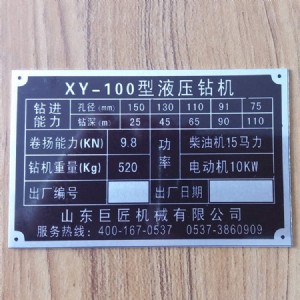 XY-100型液压钻机
钻进能力 孔径(mm) 150 130 110 91 75
钻深(m) 25 45 65 90 110
卷扬能力(KN) 9.8 功率 柴油机15马力
钻机重量(Kg) 520 电动机10KW
出厂编号 出厂日期
山东巨匠机械有限公司
服务热线：400-167-0537 0537-3860909